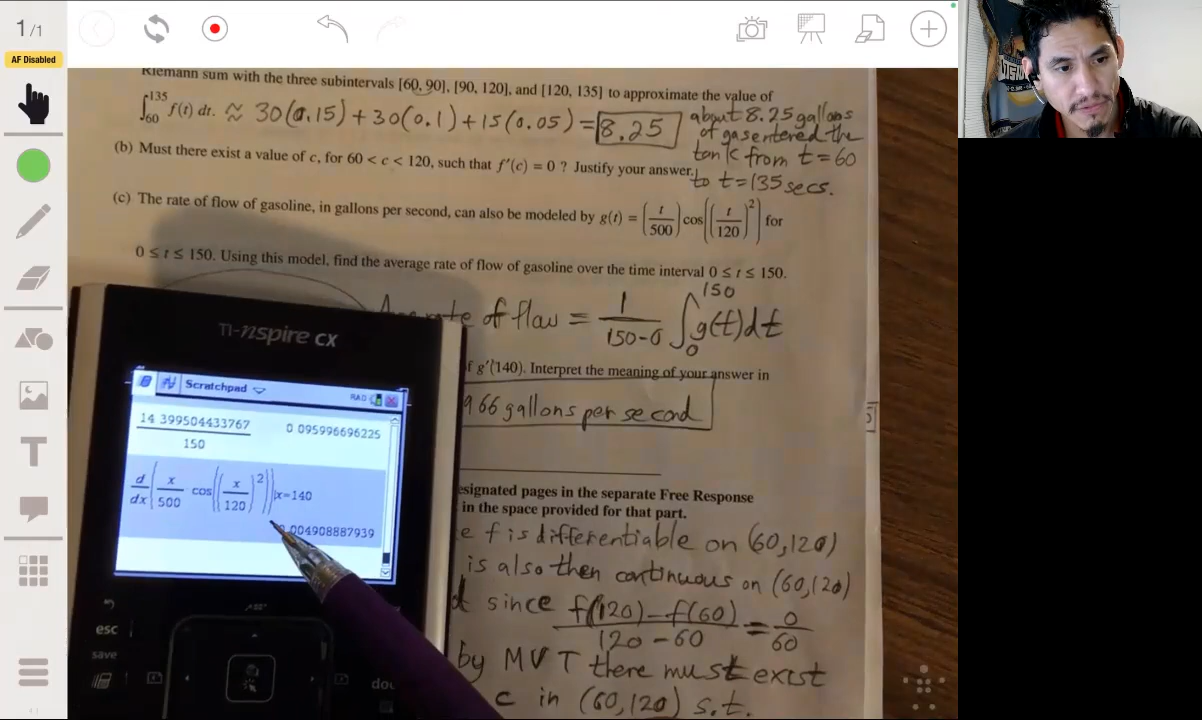 1/1
AF Disabled
Riemann sum with the three subintervals [60, 90], [90, 120], and [120, 135] to approximate the value of
∫₆₀¹³⁵ f(t) dt. ≈ 30(0.15) + 30(0.1) + 15(0.05) = 8.25
about 8.25 gallons
of gas entered the
tank from t=60
to t=135 secs.
(b) Must there exist a value of c, for 60 < c < 120, such that f′(c) = 0 ? Justify your answer.
(c) The rate of flow of gasoline, in gallons per second, can also be modeled by g(t) = (t/500) cos((t/120)²) for
0 ≤ t ≤ 150. Using this model, find the average rate of flow of gasoline over the time interval 0 ≤ t ≤ 150.
rate of flow = 1/(150-0) ∫₀¹⁵⁰ g(t)dt
f g′(140). Interpret the meaning of your answer in
966 gallons per second
esignated pages in the separate Free Response
in the space provided for that part.
e f is differentiable on (60,120)
is also then continuous on (60,120)
d since f(120)-f(60)/120-60 = 0/60
by MVT there must exist
c in (60,120) s.t.
TI-nspire CX
Scratchpad
RAD
14.399504433767/150
0.095996696225
d/dx(x/500 cos((x/120)²))|x=140
004908887939
esc
save
T